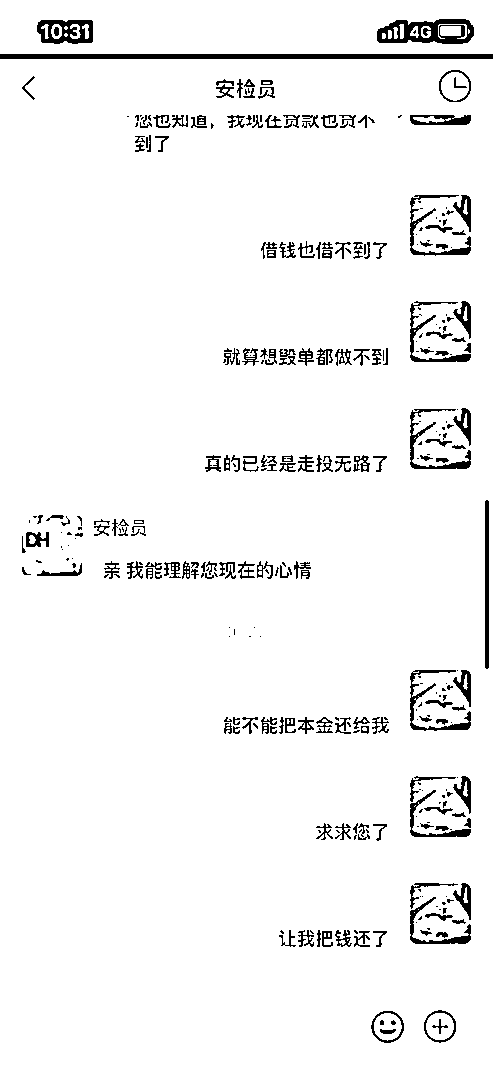 10:31
4G
安检员
您也知道，我现在贷款也贷不
到了
借钱也借不到了
就算想毁单都做不到
真的已经是走投无路了
DH
安检员
亲 我能理解您现在的心情
能不能把本金还给我
求求您了
让我把钱还了